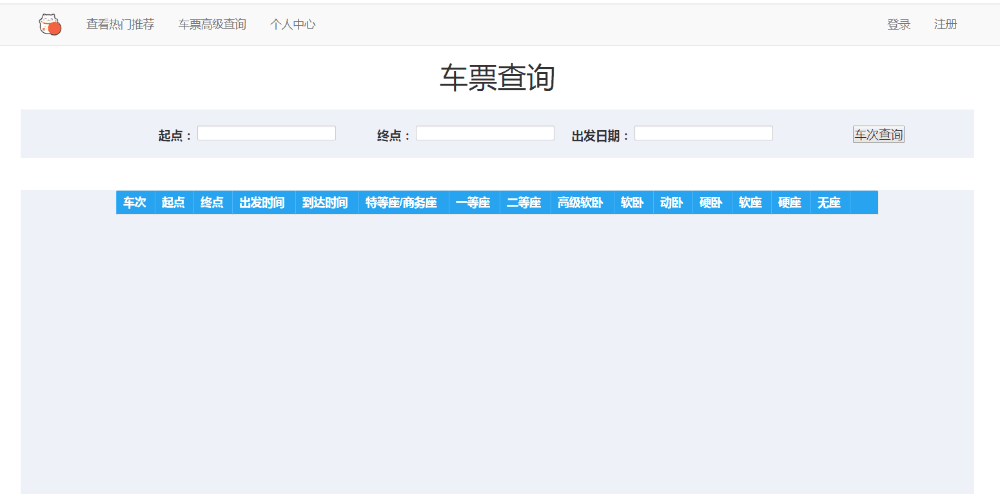 查看热门推荐 车票高级查询 个人中心 登录 注册
车票查询
起点： 终点： 出发日期： 车次查询
车次 起点 终点 出发时间 到达时间 特等座/商务座 一等座 二等座 高级软卧 软卧 动卧 硬卧 软座 硬座 无座